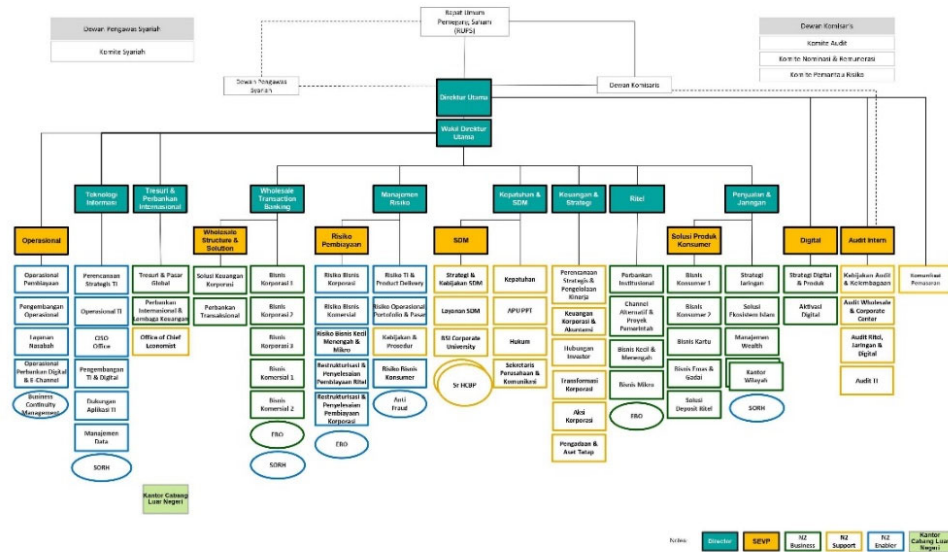 Rapat Umum
Pemegang Saham
(RUPS)
Dewan Pengawas Syariah
Komite Syariah
Dewan Komisaris
Komite Audit
Komite Nominasi & Remunerasi
Komite Pemantau Risiko
Dewan Pengawas
Syariah
Dewan Komisaris
Direktur Utama
Wakil Direktur
Utama
Teknologi
Informasi
Tresuri &
Perbankan
Internasional
Wholesale
Transaction
Banking
Manajemen
Risiko
Kepatuhan &
SDM
Keuangan &
Strategi
Ritel
Penjualan &
Jaringan
Operasional
Wholesale
Structure &
Solution
Risiko
Pembiayaan
SDM
Solusi Produk
Konsumen
Digital
Audit Intern
Operasional
Pembiayaan
Pengembangan
Operasional
Layanan
Nasabah
Operasional
Perbankan Digital
& E-Channel
Business
Continuity
Management
Perencanaan
Strategis TI
Operasional TI
CISO
Office
Pengembangan
TI & Digital
Dukungan
Aplikasi TI
Manajemen
Data
SORH
Tresuri & Pasar
Global
Perbankan
Internasional &
Lembaga Keuangan
Office of Chief
Economist
Kantor Cabang
Luar Negeri
Solusi Keuangan
Korporasi
Perbankan
Transaksional
Bisnis
Korporasi 1
Bisnis
Korporasi 2
Bisnis
Korporasi 3
Bisnis
Komersial 1
Bisnis
Komersial 2
EBO
SORH
Risiko Bisnis
Korporasi
Risiko Bisnis
Komersial
Risiko Bisnis Kecil
Menengah &
Mikro
Restrukturisasi &
Penyelesaian
Pembiayaan Ritel
Restrukturisasi &
Penyelesaian
Pembiayaan
Korporasi
EBO
Risiko TI &
Product Delivery
Risiko Operasional
Portofolio & Pasar
Kebijakan &
Prosedur
Risiko Bisnis
Konsumen
Anti
Fraud
Strategi &
Kebijakan SDM
Layanan SDM
BSI Corporate
University
Sr HCBP
Kepatuhan
APU PPT
Hukum
Sekretaris
Perusahaan &
Komunikasi
Perencanaan
Strategis &
Pengelolaan
Kinerja
Keuangan
Korporasi &
Akuntansi
Hubungan
Investor
Transformasi
Korporasi
Aksi
Korporasi
Pengadaan &
Aset Tetap
Perbankan
Institusional
Channel
Alternatif &
Proyek
Pemerintah
Bisnis Kecil &
Menengah
Bisnis Mikro
EBO
Bisnis
Konsumer 1
Bisnis
Konsumer 2
Bisnis Kartu
Bisnis Emas &
Gadai
Solusi
Deposit Ritel
Strategi
Jaringan
Solusi
Ekosistem Islam
Manajemen
Wealth
Kantor
Wilayah
SORH
Strategi Digital
& Produk
Aktivasi
Digital
Kebijakan Audit
& Kelembagaan
Audit Wholesale
& Corporate
Center
Audit Ritel,
Jaringan &
Digital
Audit TI
Komunikasi
Pemasaran
Notes:
Director
SEVP
N2
Business
N2
Support
N2
Enabler
Kantor
Cabang Luar
Negeri